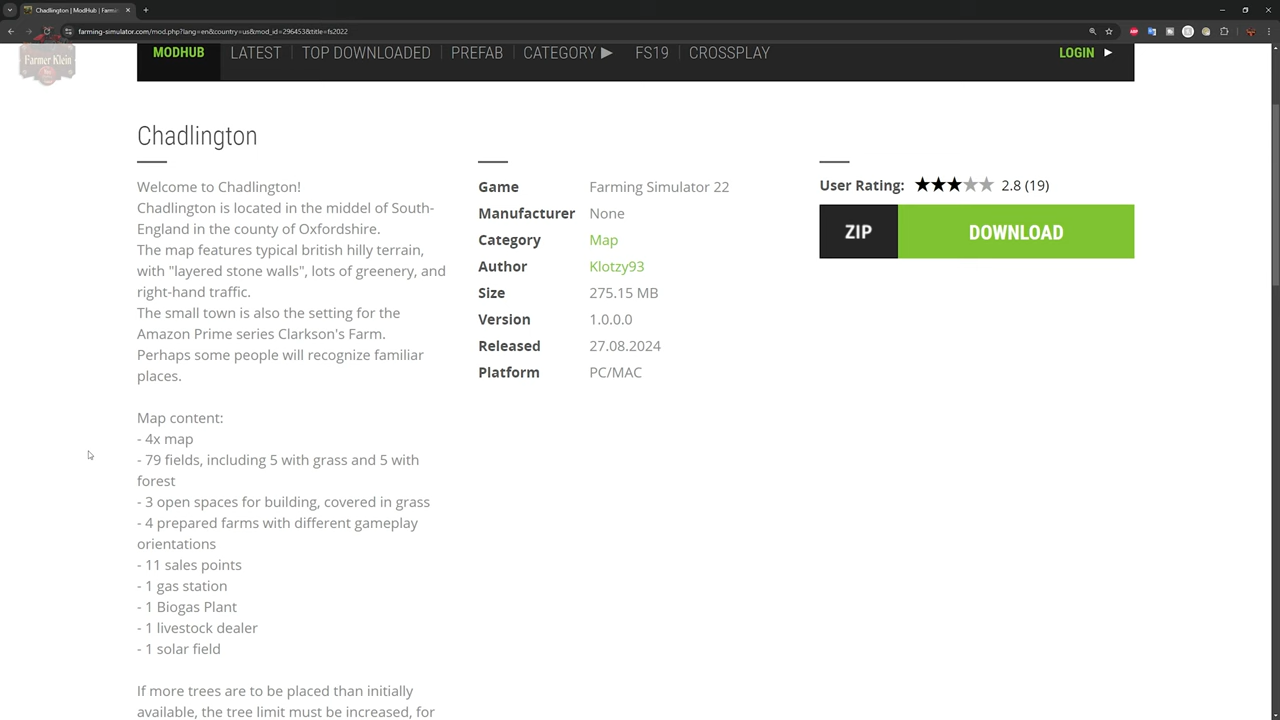 Chadlington | ModHub | Farmi
farming-simulator.com/mod.php?lang=en&country=us&mod_id=296453&title=fs2022
Farmer Klein
MODHUB LATEST TOP DOWNLOADED PREFAB CATEGORY ▶ FS19 CROSSPLAY LOGIN ▶
Chadlington
Welcome to Chadlington!
Chadlington is located in the middel of South-
England in the county of Oxfordshire.
The map features typical british hilly terrain,
with "layered stone walls", lots of greenery, and
right-hand traffic.
The small town is also the setting for the
Amazon Prime series Clarkson's Farm.
Perhaps some people will recognize familiar
places.
Map content:
- 4x map
- 79 fields, including 5 with grass and 5 with
forest
- 3 open spaces for building, covered in grass
- 4 prepared farms with different gameplay
orientations
- 11 sales points
- 1 gas station
- 1 Biogas Plant
- 1 livestock dealer
- 1 solar field
If more trees are to be placed than initially
available, the tree limit must be increased, for
Game Farming Simulator 22
Manufacturer None
Category Map
Author Klotzy93
Size 275.15 MB
Version 1.0.0.0
Released 27.08.2024
Platform PC/MAC
User Rating: ★★★★★ 2.8 (19)
ZIP DOWNLOAD